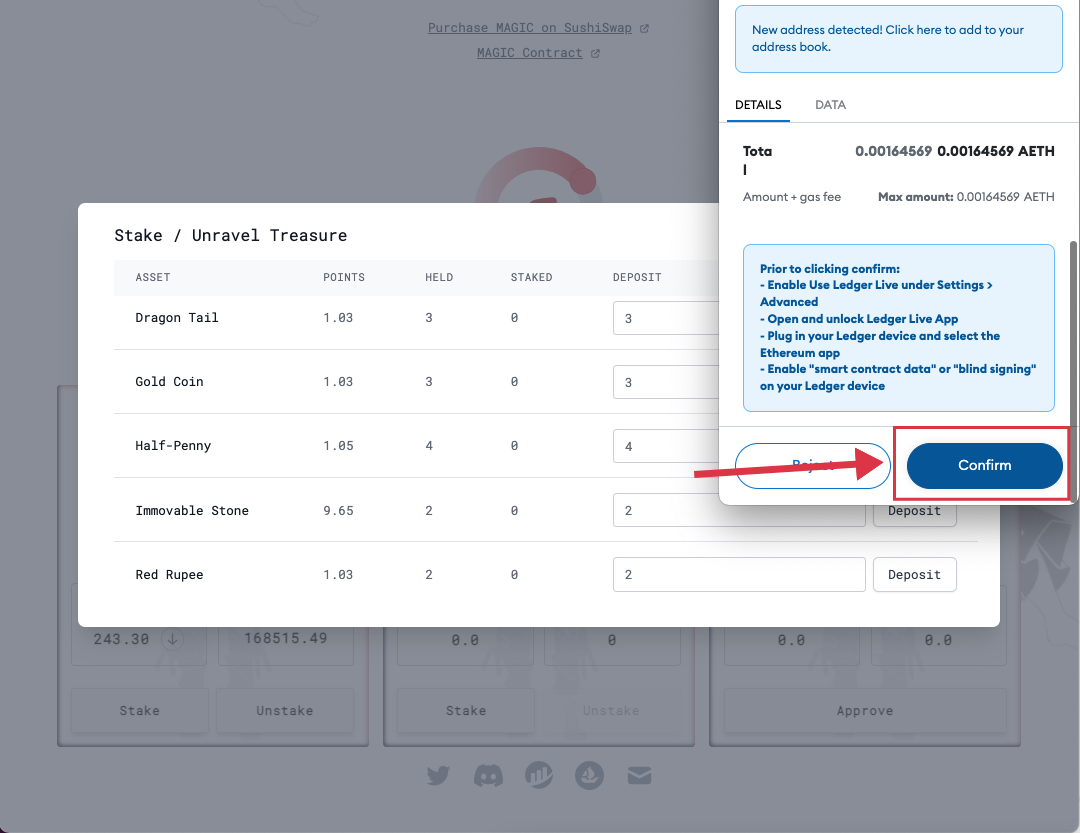 Purchase MAGIC on SushiSwap
MAGIC Contract
New address detected! Click here to add to your
address book.
DETAILS DATA
Tota 0.00164569 0.00164569 AETH
l
Amount + gas fee Max amount: 0.00164569 AETH
Prior to clicking confirm:
- Enable Use Ledger Live under Settings >
Advanced
- Open and unlock Ledger Live App
- Plug in your Ledger device and select the
Ethereum app
- Enable "smart contract data" or "blind signing"
on your Ledger device
Reject Confirm
Stake / Unravel Treasure
ASSET POINTS HELD STAKED DEPOSIT
Dragon Tail 1.03 3 0 3
Gold Coin 1.03 3 0 3
Half-Penny 1.05 4 0 4
Immovable Stone 9.65 2 0 2 Deposit
Red Rupee 1.03 2 0 2 Deposit
243.30 168515.49 0.0 0 0.0 0.0
Stake Unstake Stake Unstake Approve